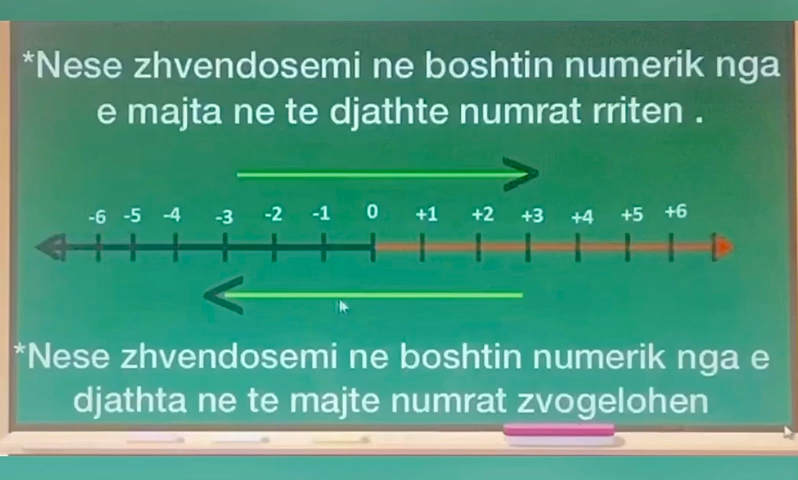 *Nese zhvendosemi ne boshtin numerik nga
e majta ne te djathte numrat rriten .
-6 -5 -4 -3 -2 -1 0 +1 +2 +3 +4 +5 +6
*Nese zhvendosemi ne boshtin numerik nga e
djathta ne te majte numrat zvogelohen